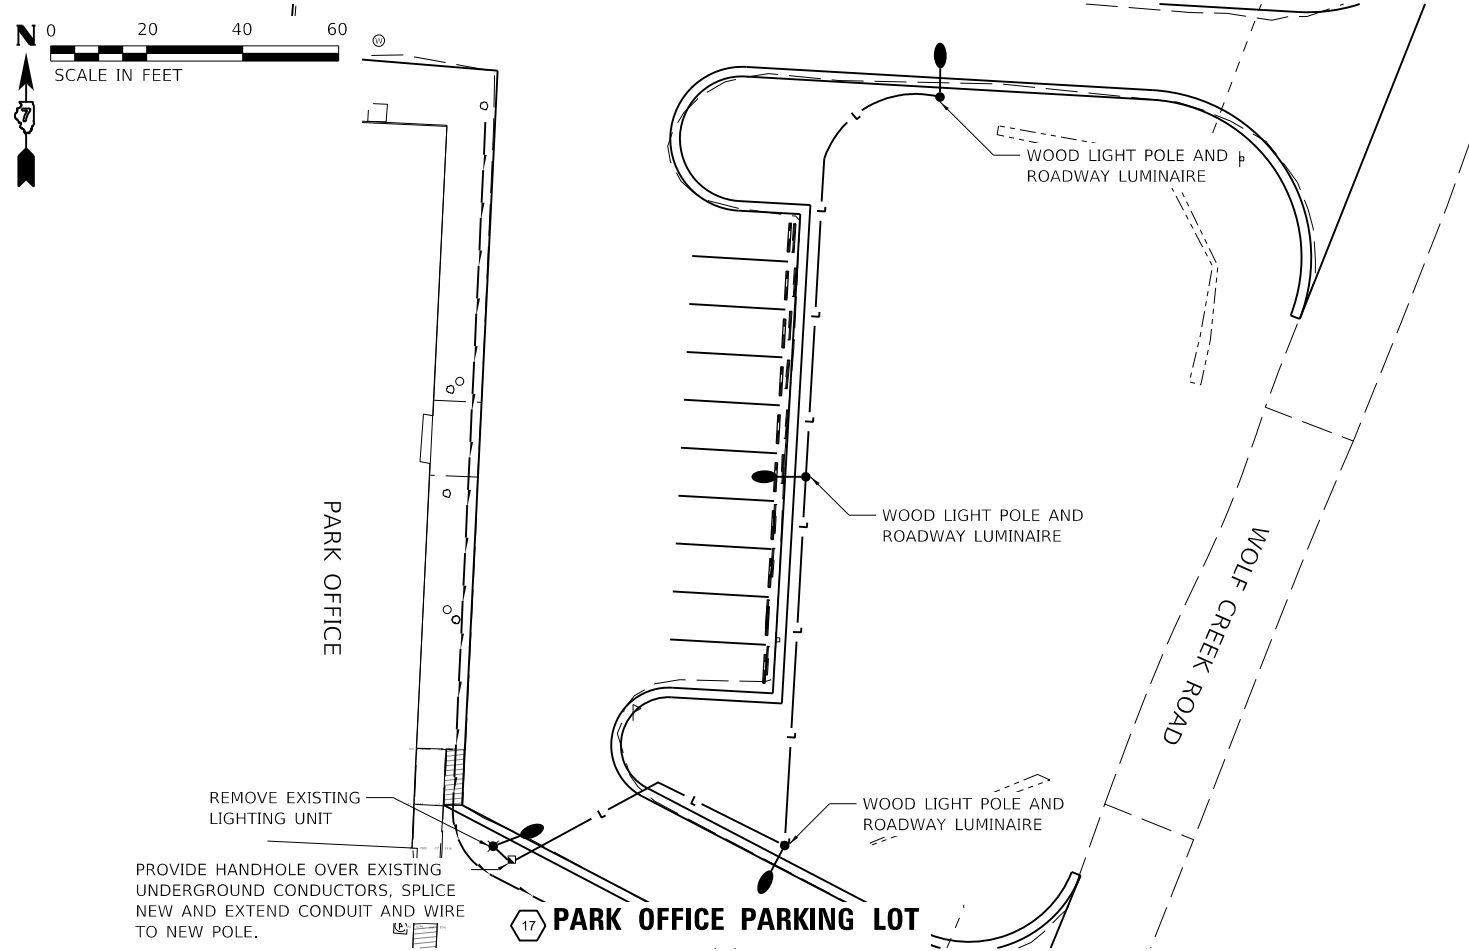 N
0 20 40 60
SCALE IN FEET
7
W
L
WOOD LIGHT POLE AND
ROADWAY LUMINAIRE
L
L
L
WOOD LIGHT POLE AND
ROADWAY LUMINAIRE
L
PARK OFFICE
WOLF CREEK ROAD
L
L
REMOVE EXISTING
LIGHTING UNIT
L
L
WOOD LIGHT POLE AND
ROADWAY LUMINAIRE
PROVIDE HANDHOLE OVER EXISTING
UNDERGROUND CONDUCTORS, SPLICE
NEW AND EXTEND CONDUIT AND WIRE
TO NEW POLE.
17 PARK OFFICE PARKING LOT